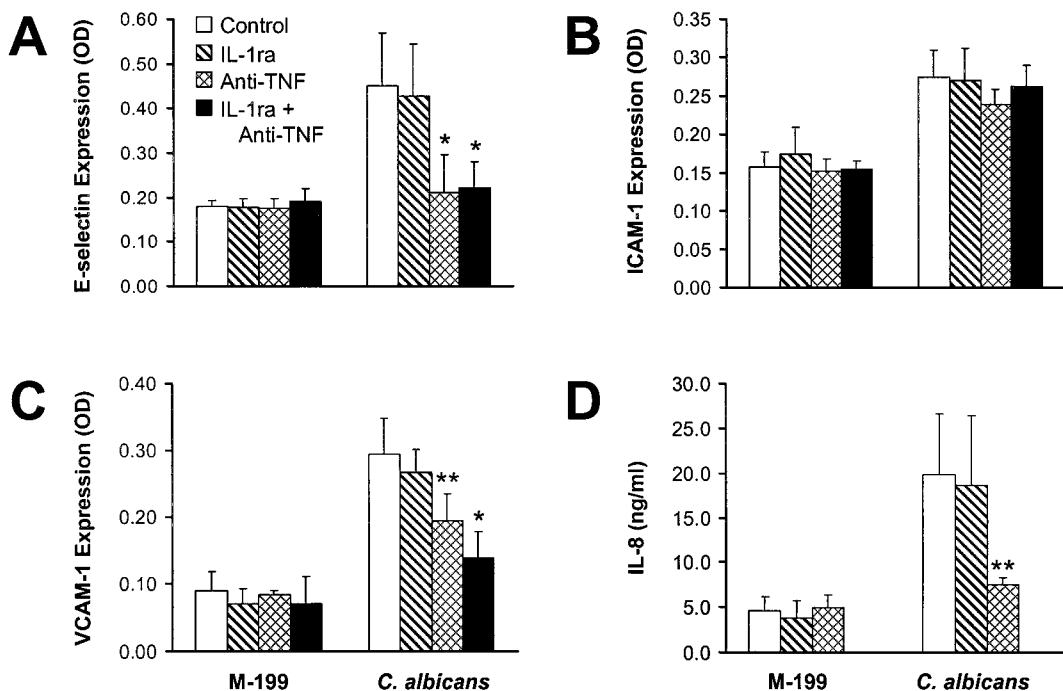 A
E-selectin Expression (OD)
0.60
0.50
0.40
0.30
0.20
0.10
0.00
Control
IL-1ra
Anti-TNF
IL-1ra +
Anti-TNF
*
*
B
ICAM-1 Expression (OD)
0.35
0.30
0.25
0.20
0.15
0.10
0.05
0.00
C
VCAM-1 Expression (OD)
0.40
0.30
0.20
0.10
0.00
**
*
M-199
C. albicans
D
IL-8 (ng/ml)
30.0
25.0
20.0
15.0
10.0
5.0
0.0
**
M-199
C. albicans